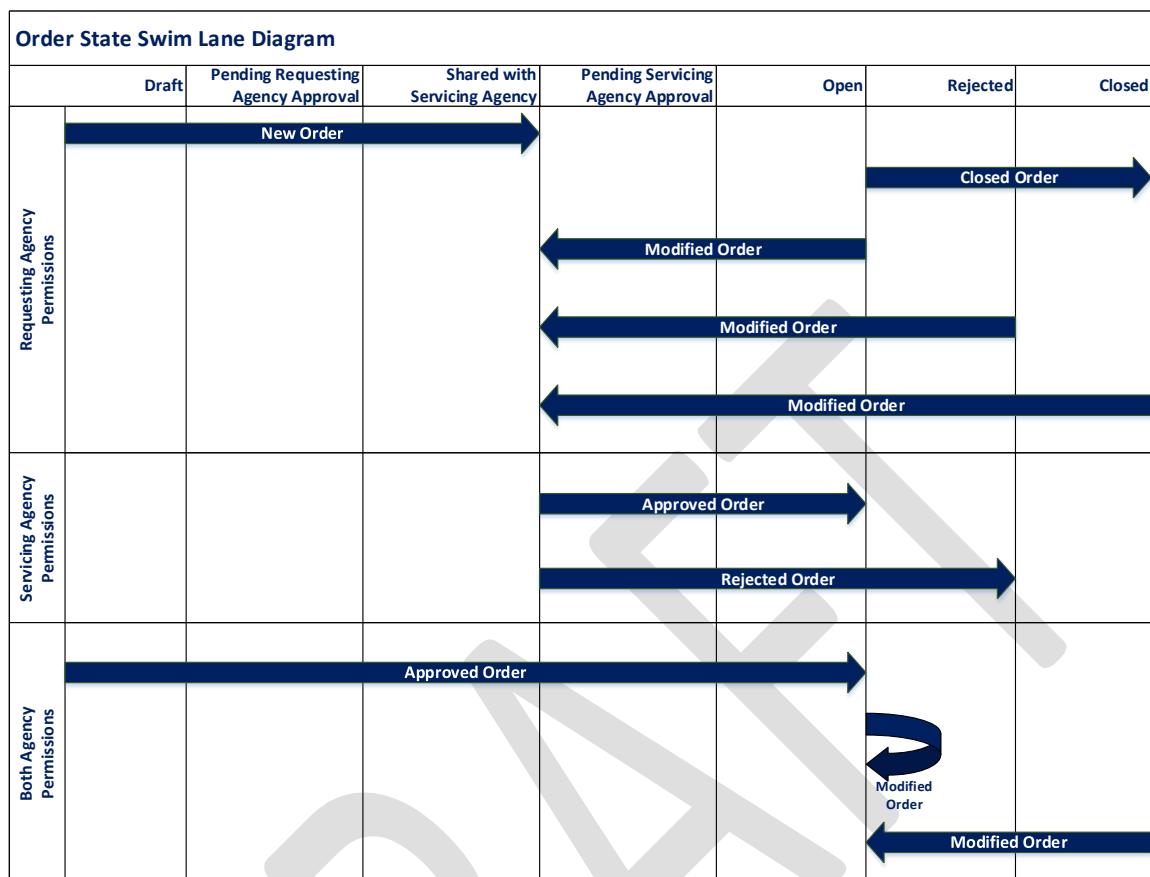 Order State Swim Lane Diagram
Draft
Pending Requesting
Agency Approval
Shared with
Servicing Agency
Pending Servicing
Agency Approval
Open
Rejected
Closed
Requesting Agency
Permissions
New Order
Closed Order
Modified Order
Modified Order
Modified Order
Servicing Agency
Permissions
Approved Order
Rejected Order
Both Agency
Permissions
Approved Order
Modified
Order
Modified Order
DRAFT